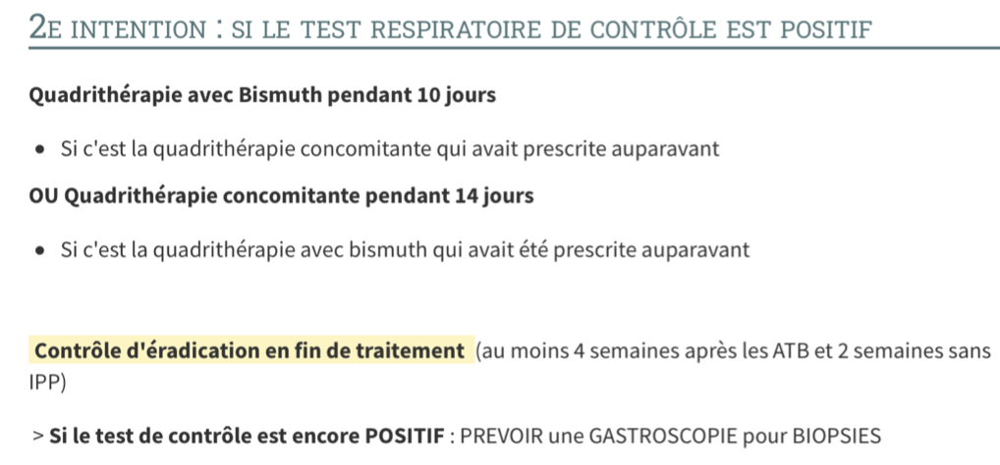 2E INTENTION : SI LE TEST RESPIRATOIRE DE CONTRÔLE EST POSITIF
Quadrithérapie avec Bismuth pendant 10 jours
• Si c'est la quadrithérapie concomitante qui avait prescrite auparavant
OU Quadrithérapie concomitante pendant 14 jours
• Si c'est la quadrithérapie avec bismuth qui avait été prescrite auparavant
Contrôle d'éradication en fin de traitement (au moins 4 semaines après les ATB et 2 semaines sans
IPP)
> Si le test de contrôle est encore POSITIF : PREVOIR une GASTROSCOPIE pour BIOPSIES